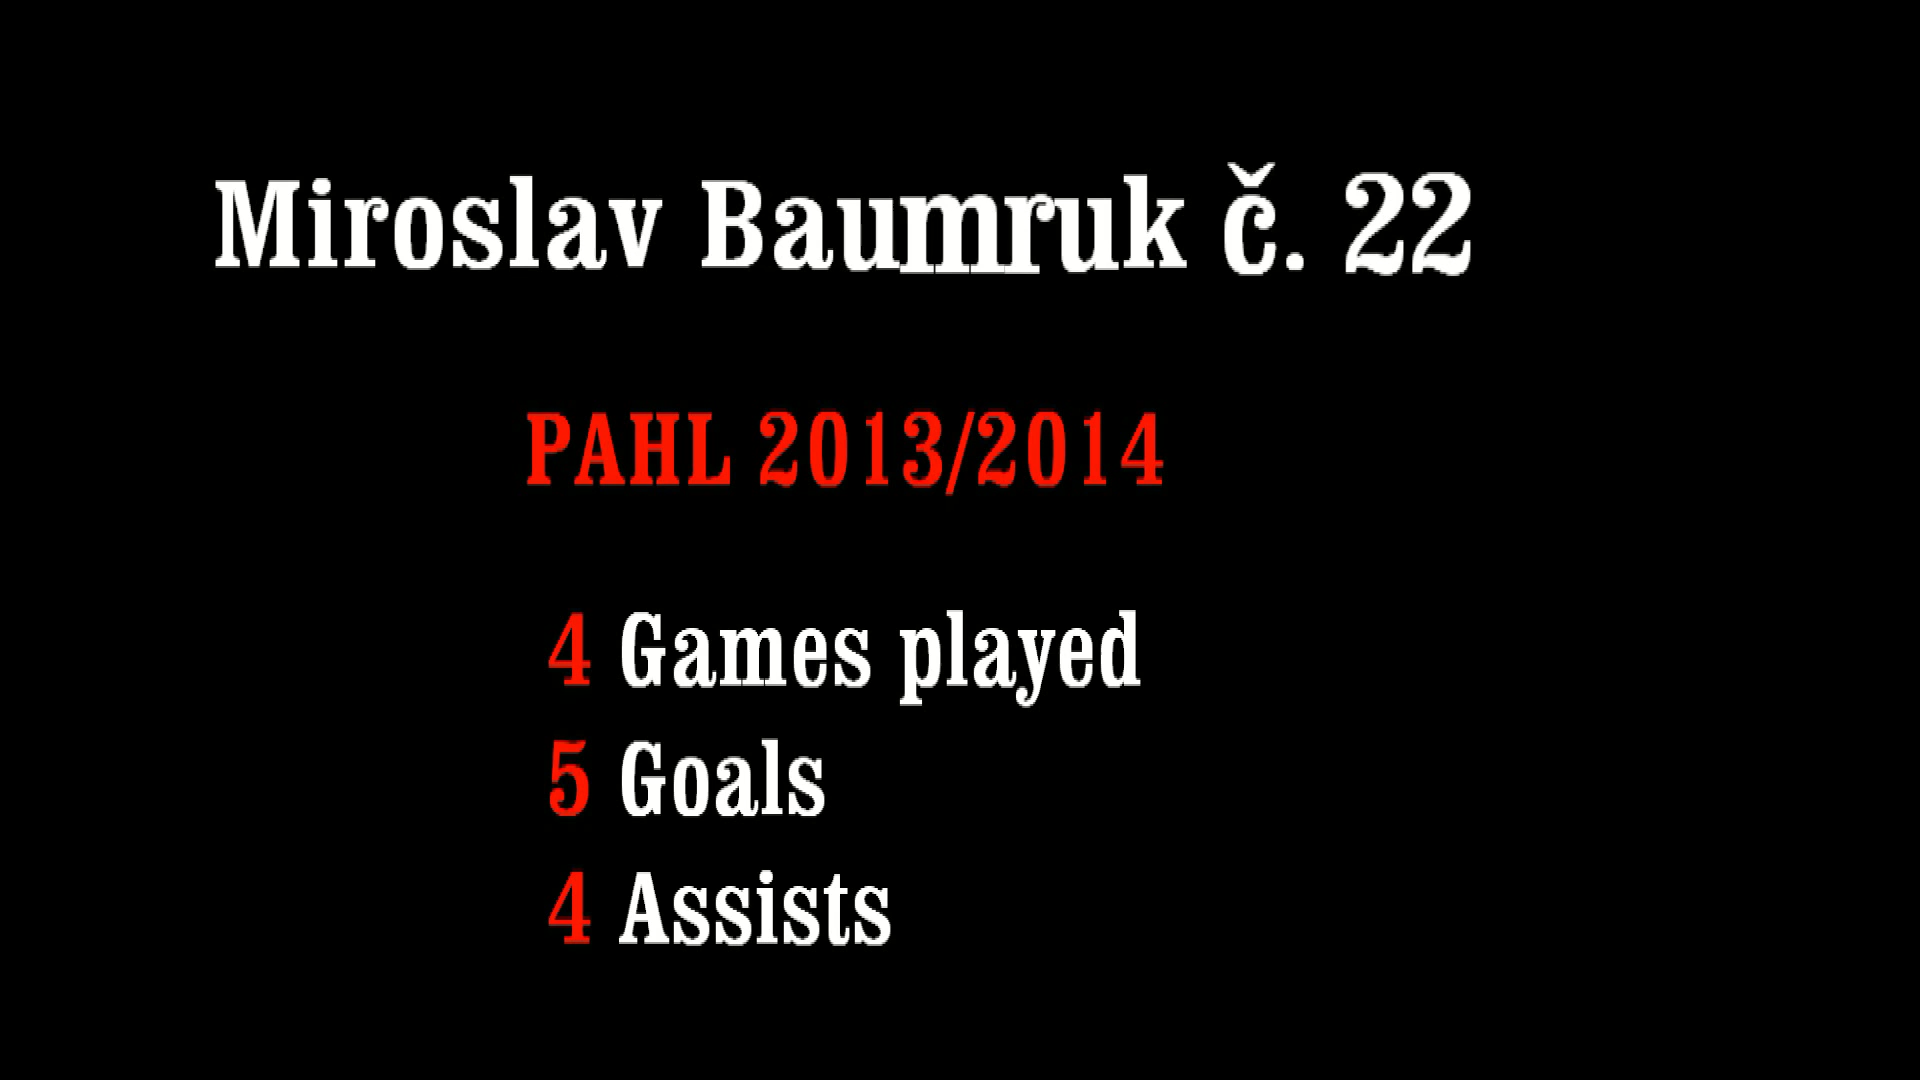 Miroslav Baumruk č. 22
PAHL 2013/2014
4 Games played
5 Goals
4 Assists